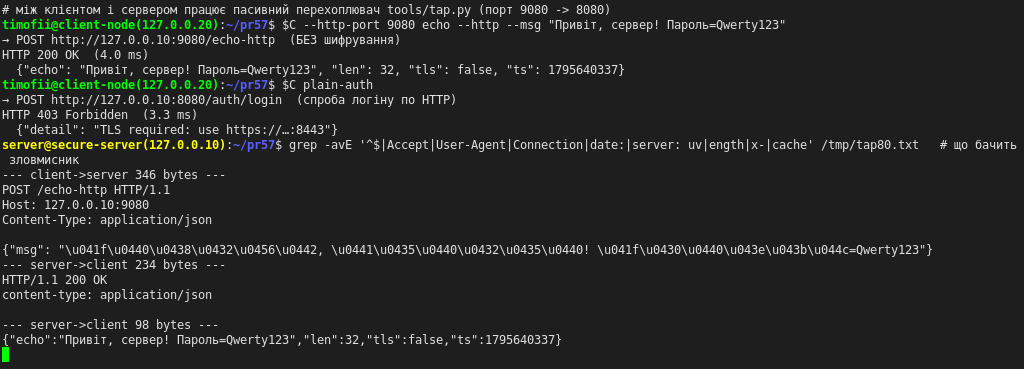 # між клієнтом і сервером працює пасивний перехоплювач tools/tap.py (порт 9080 -> 8080)
timofii@client-node(127.0.0.20):~/pr57$ $C --http-port 9080 echo --http --msg "Привіт, сервер! Пароль=Qwerty123"
→ POST http://127.0.0.10:9080/echo-http  (БЕЗ шифрування)
HTTP 200 OK  (4.0 ms)
  {"echo": "Привіт, сервер! Пароль=Qwerty123", "len": 32, "tls": false, "ts": 1795640337}
timofii@client-node(127.0.0.20):~/pr57$ $C plain-auth
→ POST http://127.0.0.10:8080/auth/login  (спроба логіну по HTTP)
HTTP 403 Forbidden  (3.3 ms)
  {"detail": "TLS required: use https://…:8443"}
server@secure-server(127.0.0.10):~/pr57$ grep -avE '^$|Accept|User-Agent|Connection|date:|server: uv|ength|x-|cache' /tmp/tap80.txt   # що бачить
 зловмисник
--- client->server 346 bytes ---
POST /echo-http HTTP/1.1
Host: 127.0.0.10:9080
Content-Type: application/json

{"msg": "\u041f\u0440\u0438\u0432\u0456\u0442, \u0441\u0435\u0440\u0432\u0435\u0440! \u041f\u0430\u0440\u043e\u043b\u044c=Qwerty123"}
--- server->client 234 bytes ---
HTTP/1.1 200 OK
content-type: application/json

--- server->client 98 bytes ---
{"echo":"Привіт, сервер! Пароль=Qwerty123","len":32,"tls":false,"ts":1795640337}